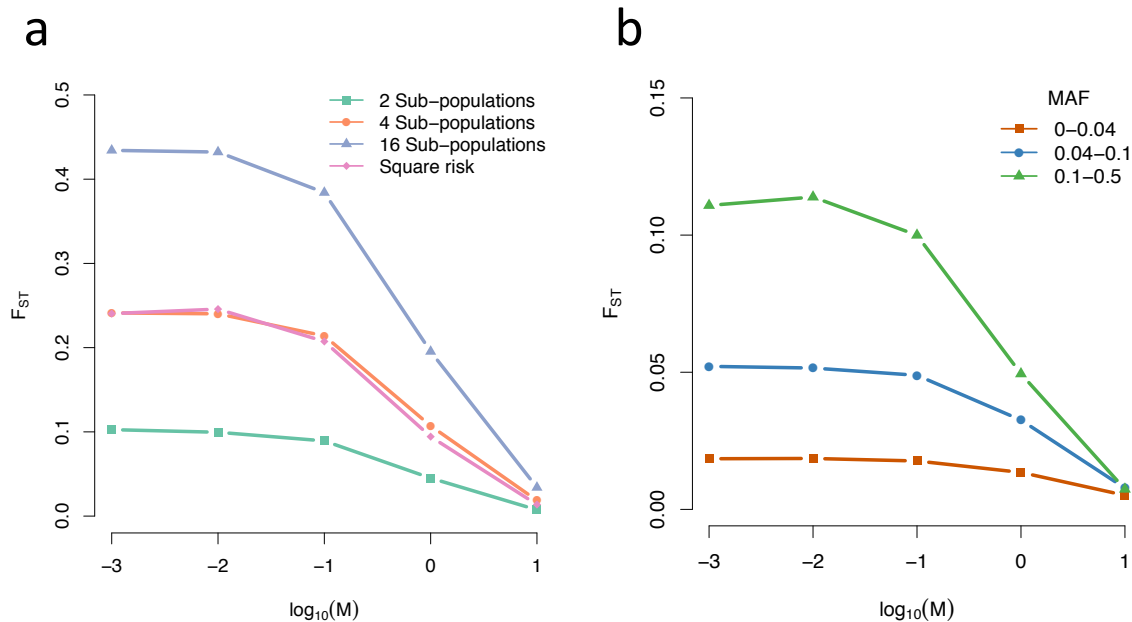 a
0.5
0.4
0.3
0.2
0.1
0.0
F_ST
2 Sub−populations
4 Sub−populations
16 Sub−populations
Square risk
−3 −2 −1 0 1
log10(M)
b
0.15
0.10
0.05
0.00
F_ST
MAF
0−0.04
0.04−0.1
0.1−0.5
−3 −2 −1 0 1
log10(M)